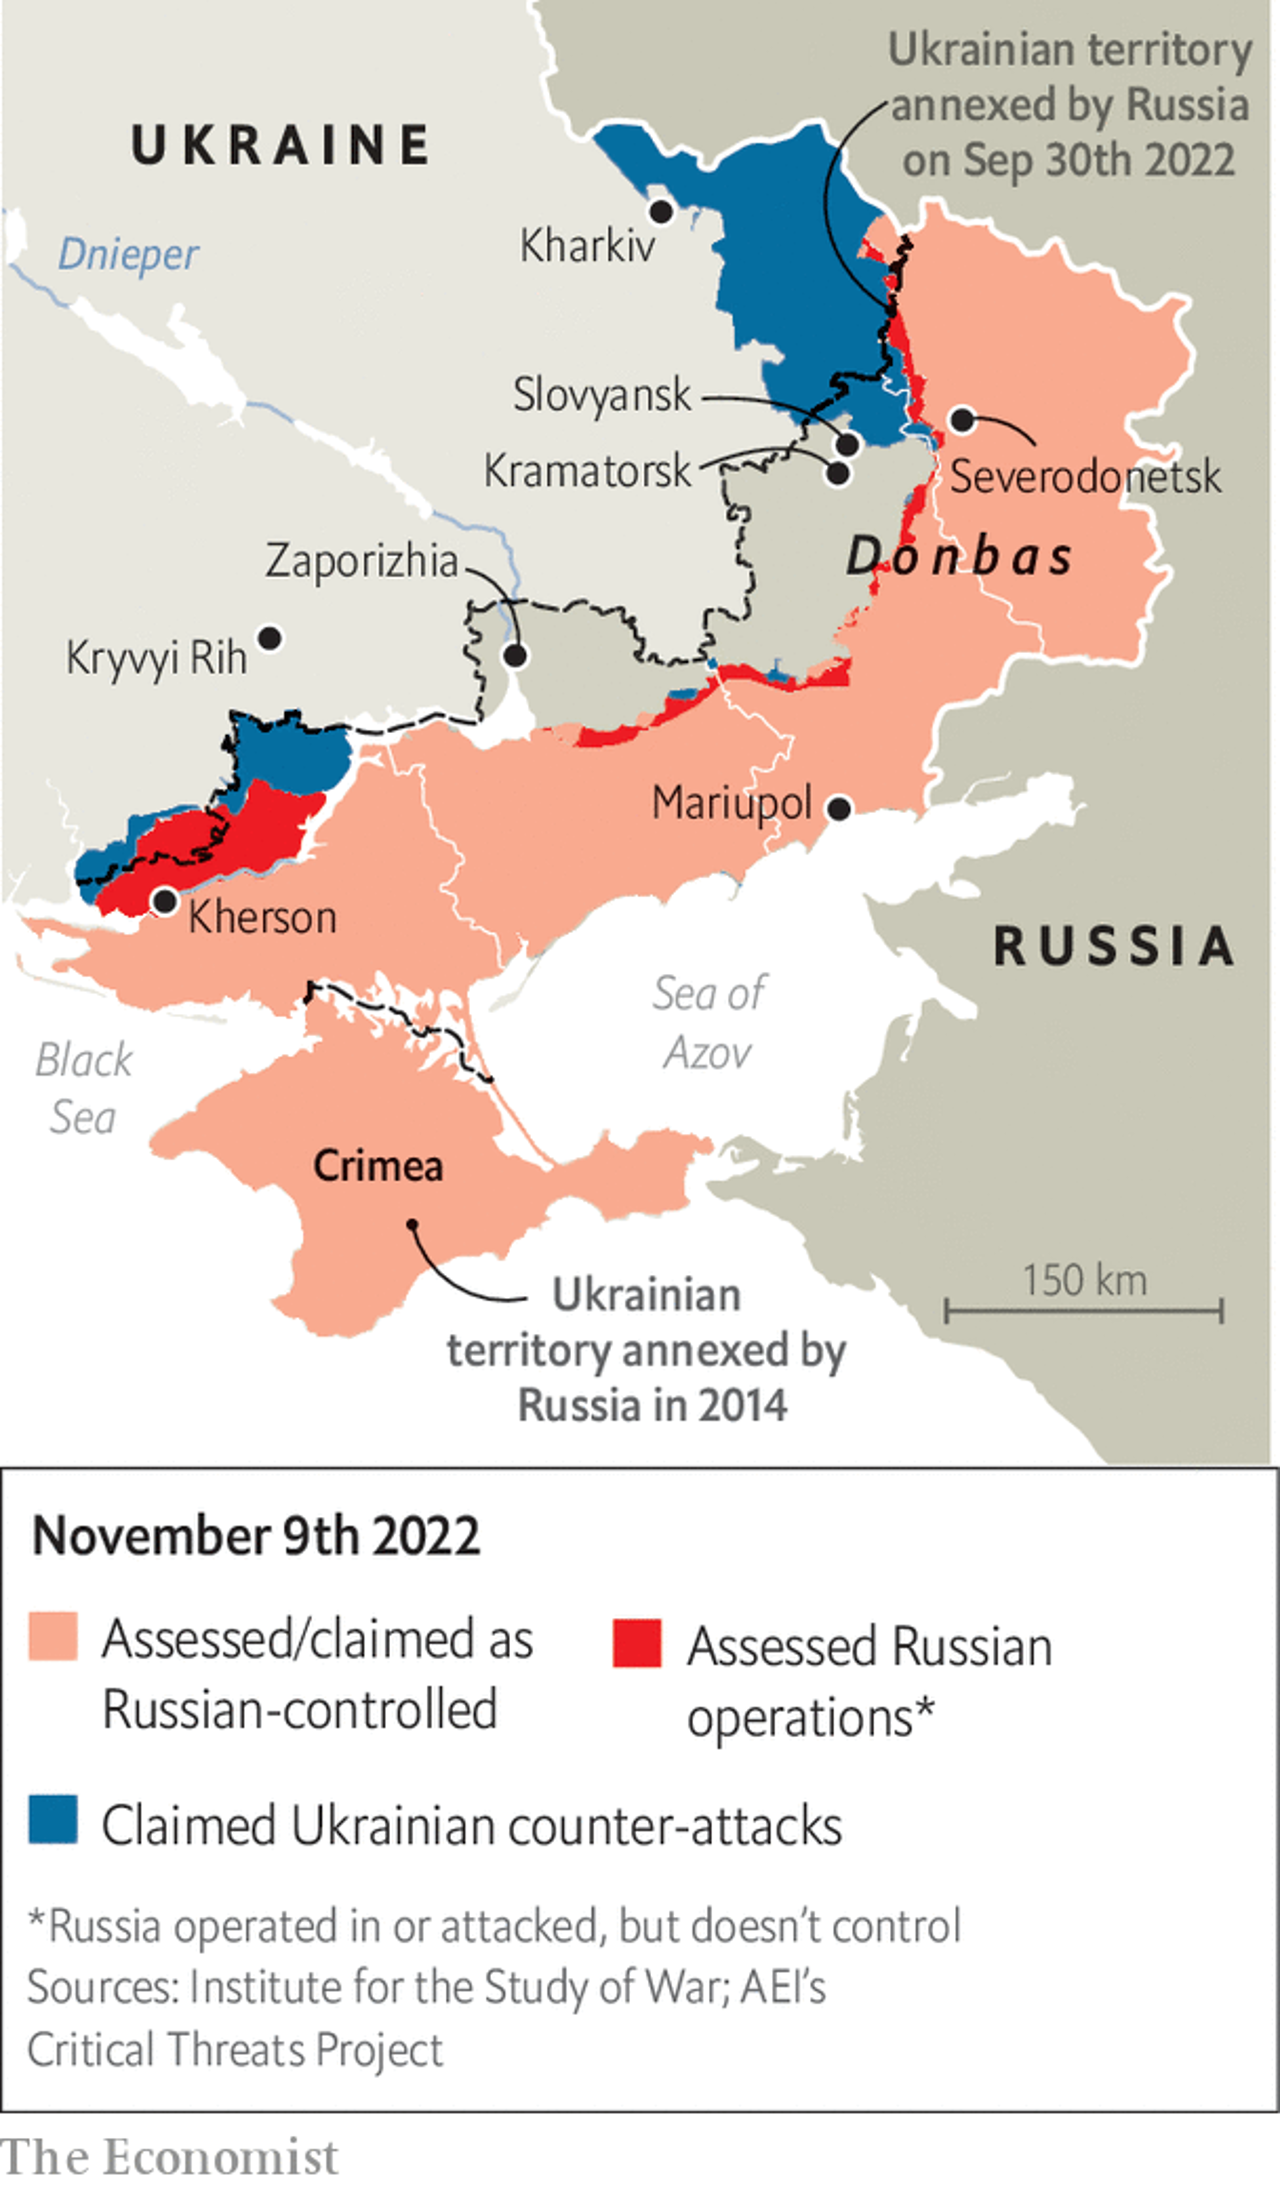 Ukrainian territory
annexed by Russia
on Sep 30th 2022
UKRAINE
Dnieper
Kharkiv
Slovyansk
Kramatorsk
Severodonetsk
Donbas
Zaporizhia
Kryvyi Rih
Mariupol
Kherson
RUSSIA
Sea of
Azov
Black
Sea
Crimea
150 km
Ukrainian
territory annexed by
Russia in 2014
November 9th 2022
Assessed/claimed as
Russian-controlled
Assessed Russian
operations*
Claimed Ukrainian counter-attacks
*Russia operated in or attacked, but doesn’t control
Sources: Institute for the Study of War; AEI’s
Critical Threats Project
The Economist